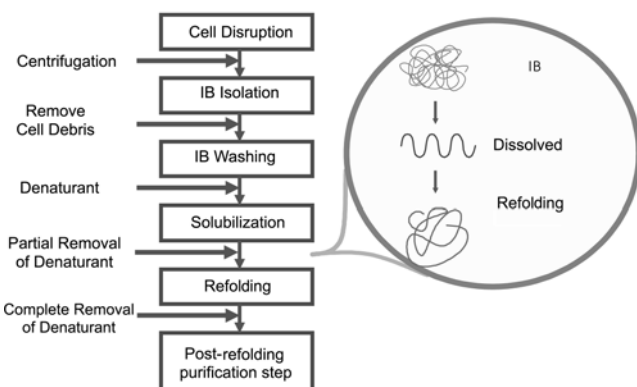 Cell Disruption
Centrifugation
IB Isolation
Remove
Cell Debris
IB Washing
Denaturant
Solubilization
Partial Removal
of Denaturant
Refolding
Complete Removal
of Denaturant
Post-refolding
purification step
IB
Dissolved
Refolding